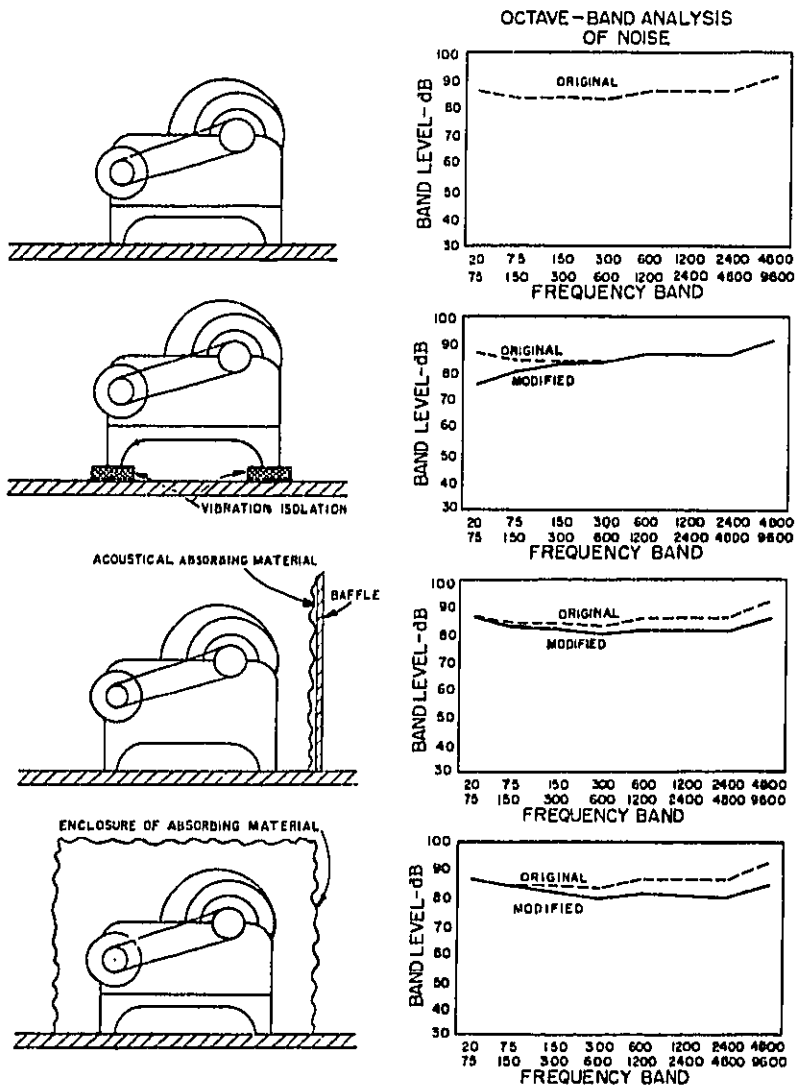 OCTAVE-BAND ANALYSIS
OF NOISE
BAND LEVEL-dB
100
90
80
70
60
50
40
30
ORIGINAL
20 75 150 300 600 1200 2400 4800
75 150 300 600 1200 2400 4800 9600
FREQUENCY BAND
VIBRATION ISOLATION
BAND LEVEL-dB
100
90
80
70
60
50
40
30
ORIGINAL
MODIFIED
20 75 150 300 600 1200 2400 4800
75 150 300 600 1200 2400 4800 9600
FREQUENCY BAND
ACOUSTICAL ABSORBING MATERIAL
BAFFLE
BAND LEVEL-dB
100
90
80
70
60
50
40
30
ORIGINAL
MODIFIED
20 75 150 300 600 1200 2400 4800
75 150 300 600 1200 2400 4800 9600
FREQUENCY BAND
ENCLOSURE OF ABSORBING MATERIAL
BAND LEVEL-dB
100
90
80
70
60
50
40
30
ORIGINAL
MODIFIED
20 75 150 300 600 1200 2400 4800
75 150 300 600 1200 2400 4800 9600
FREQUENCY BAND